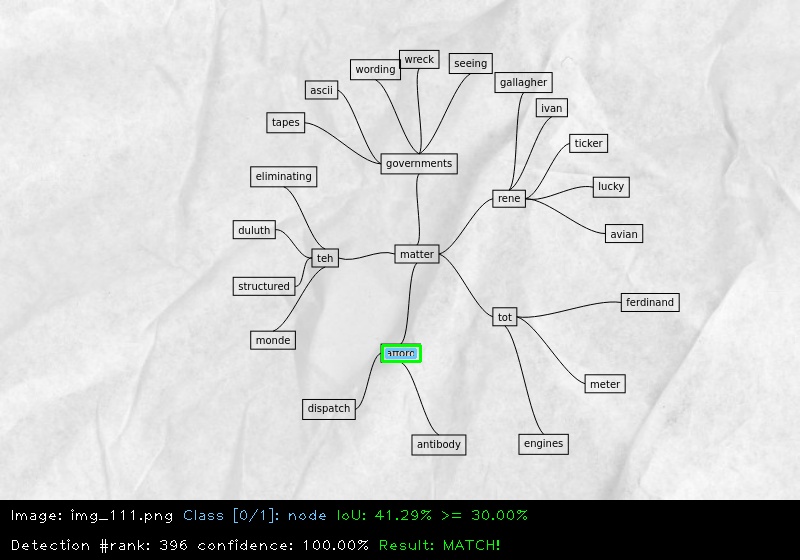 wreck
seeing
wording
gallagher
ascii
ivan
tapes
ticker
governments
eliminating
lucky
rene
duluth
avian
matter
teh
structured
ferdinand
tot
monde
afford
meter
dispatch
antibody
engines
Image: img_111.png Class [0/1]: node IoU: 41.29% >= 30.00%
Detection #rank: 396 confidence: 100.00% Result: MATCH!